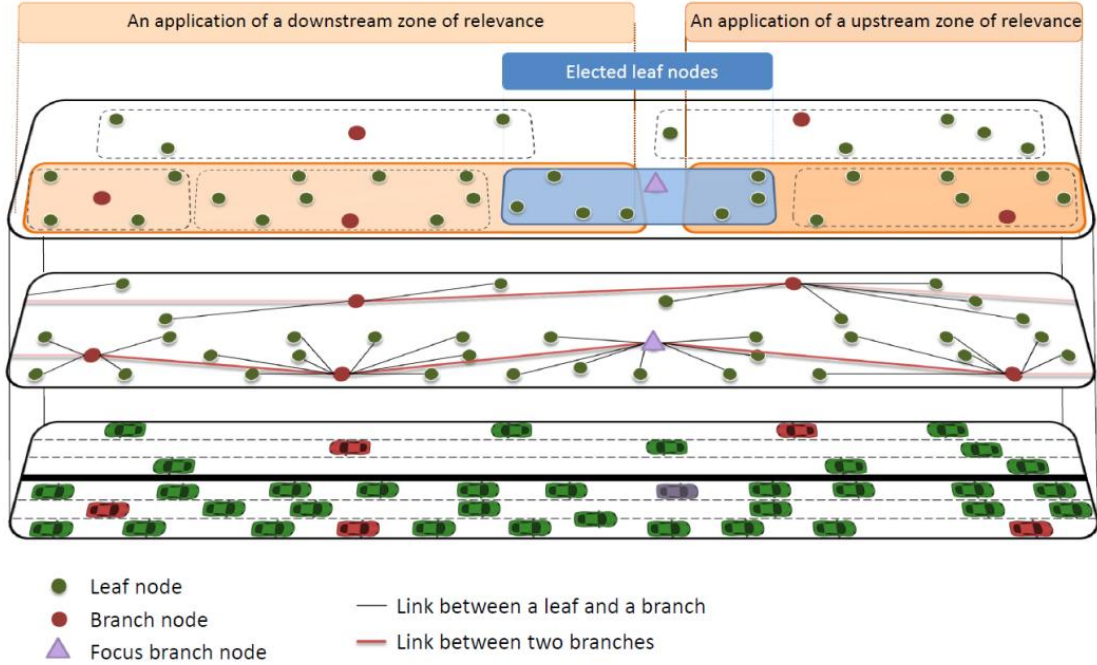 An application of a downstream zone of relevance
An application of a upstream zone of relevance
Elected leaf nodes
Leaf node
Branch node
Focus branch node
Link between a leaf and a branch
Link between two branches